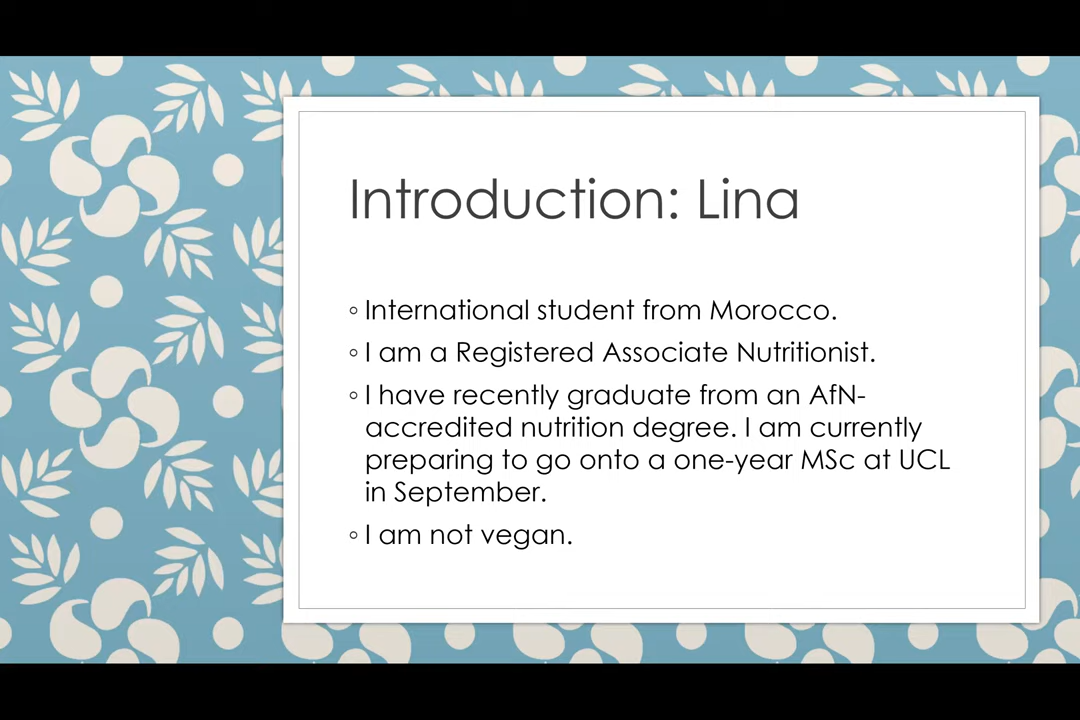 Introduction: Lina
◦ International student from Morocco.
◦ I am a Registered Associate Nutritionist.
◦ I have recently graduate from an AfN-
accredited nutrition degree. I am currently
preparing to go onto a one-year MSc at UCL
in September.
◦ I am not vegan.